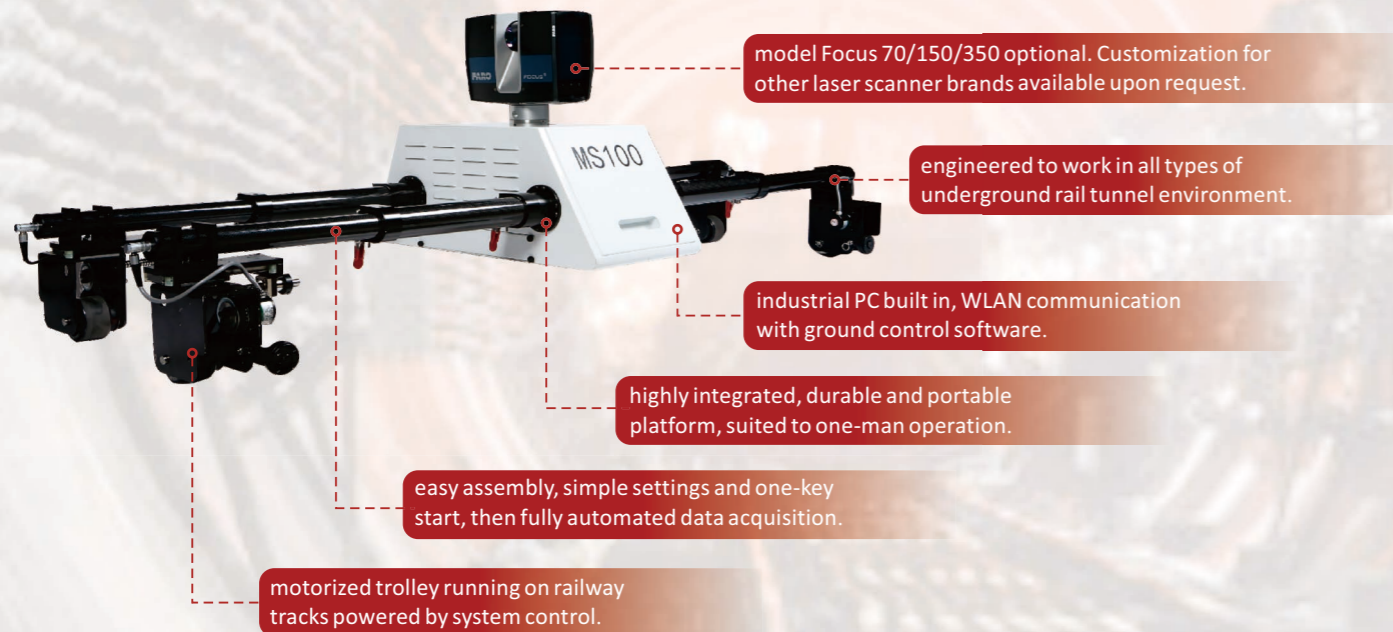 FARO
FOCUS
MS100
model Focus 70/150/350 optional. Customization for
other laser scanner brands available upon request.
engineered to work in all types of
underground rail tunnel environment.
industrial PC built in, WLAN communication
with ground control software.
highly integrated, durable and portable
platform, suited to one-man operation.
easy assembly, simple settings and one-key
start, then fully automated data acquisition.
motorized trolley running on railway
tracks powered by system control.